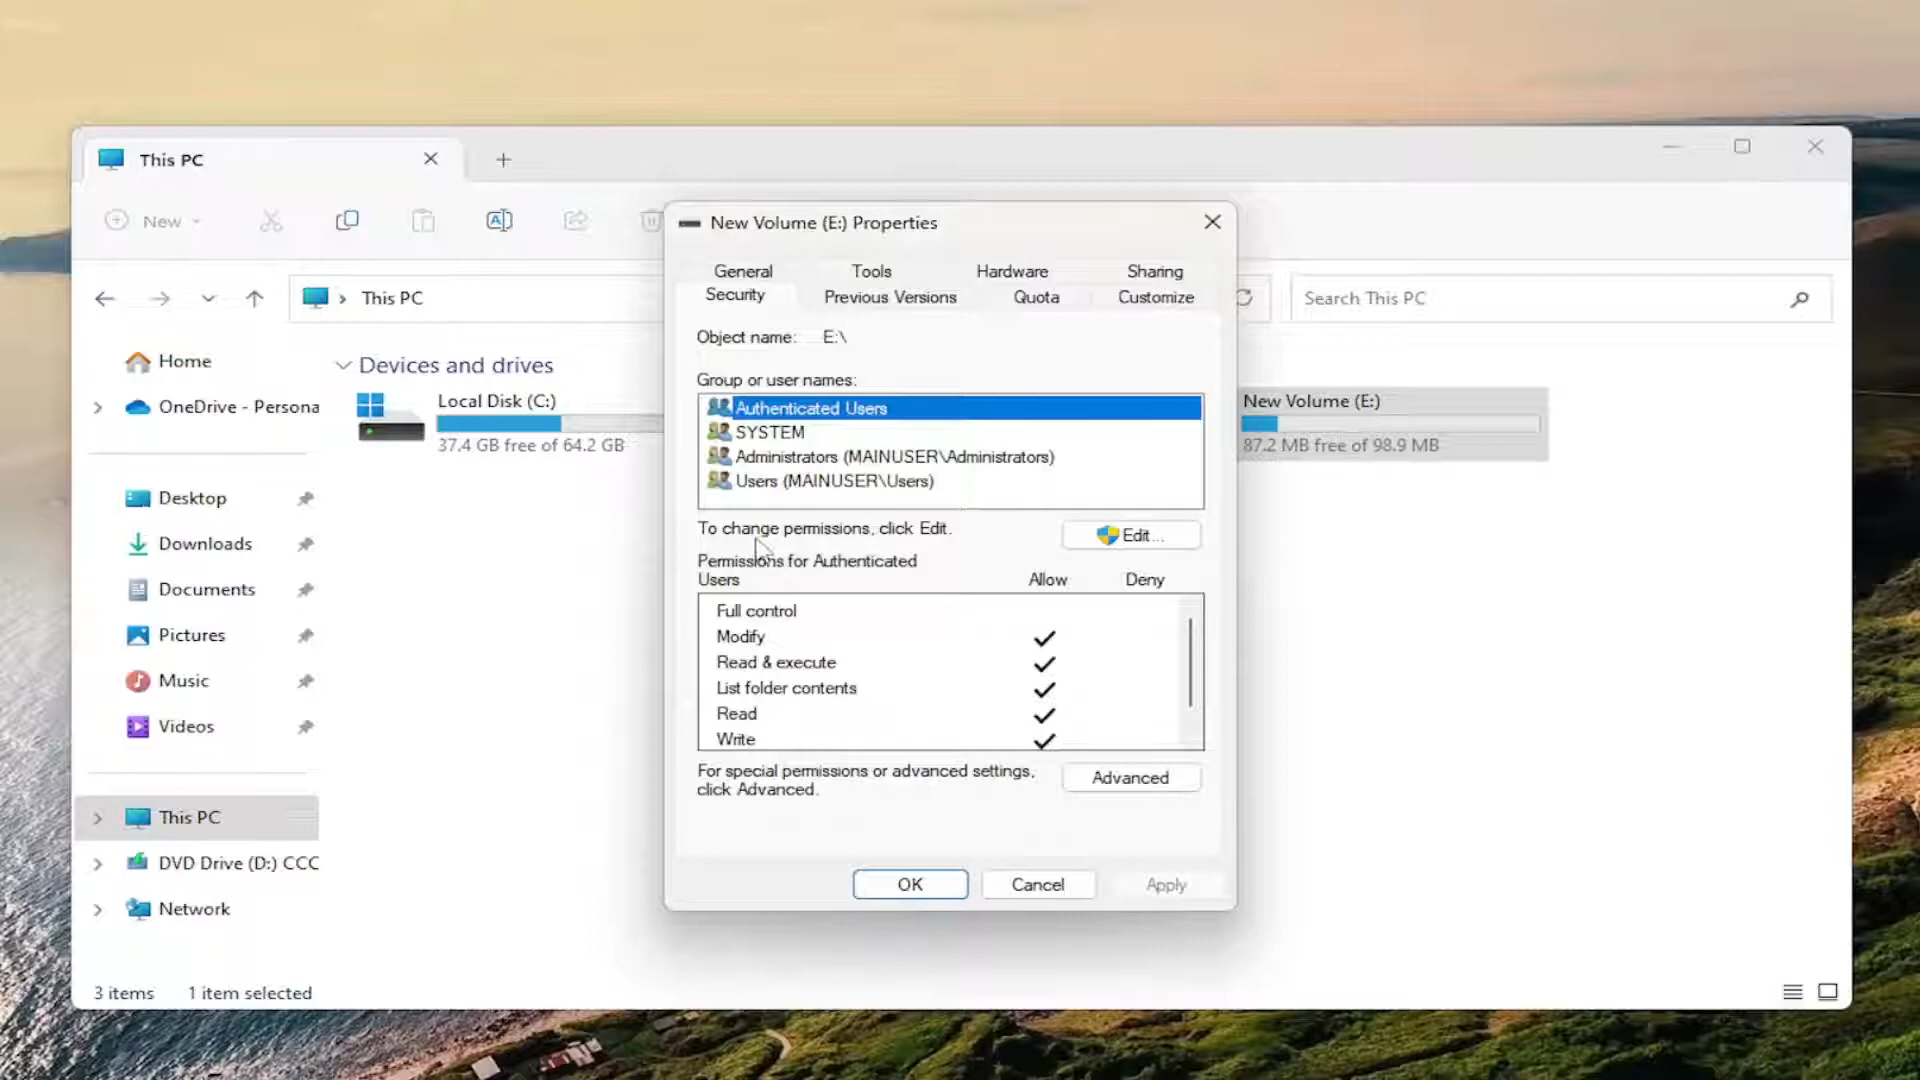 This PC
New
This PC
Search This PC
Home
OneDrive - Persona
Desktop
Downloads
Documents
Pictures
Music
Videos
This PC
DVD Drive (D:) CCC
Network
3 items
1 item selected
Devices and drives
Local Disk (C:)
37.4 GB free of 64.2 GB
New Volume (E:)
87.2 MB free of 98.9 MB
New Volume (E:) Properties
General
Tools
Hardware
Sharing
Security
Previous Versions
Quota
Customize
Object name: E:\
Group or user names:
Authenticated Users
SYSTEM
Administrators (MAINUSER\Administrators)
Users (MAINUSER\Users)
To change permissions, click Edit.
Edit...
Permissions for Authenticated
Users
Allow
Deny
Full control
Modify
Read & execute
List folder contents
Read
Write
For special permissions or advanced settings,
click Advanced.
Advanced
OK
Cancel
Apply